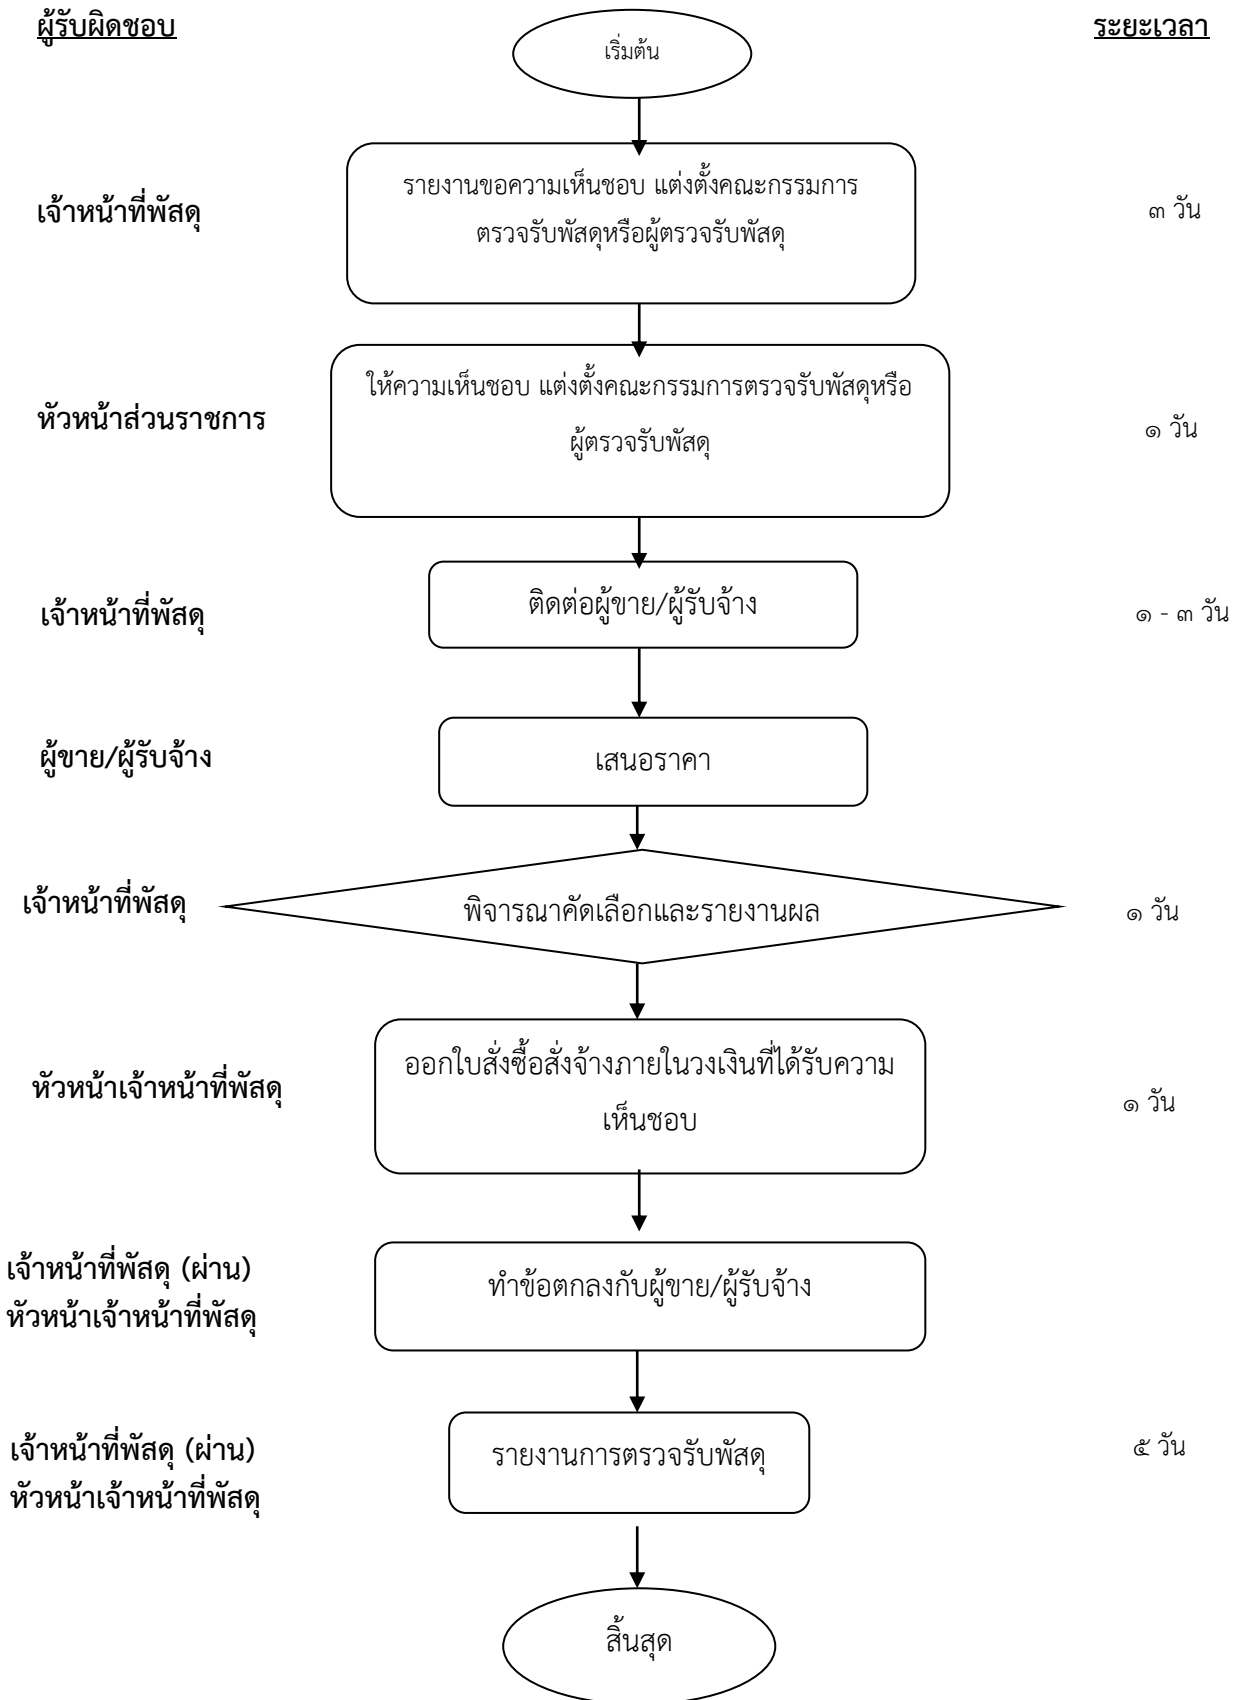 ผู้รับผิดชอบ
เริ่มต้น
ระยะเวลา
เจ้าหน้าที่พัสดุ
รายงานขอความเห็นชอบ แต่งตั้งคณะกรรมการ
ตรวจรับพัสดุหรือผู้ตรวจรับพัสดุ
๓ วัน
หัวหน้าส่วนราชการ
ให้ความเห็นชอบ แต่งตั้งคณะกรรมการตรวจรับพัสดุหรือ
ผู้ตรวจรับพัสดุ
๑ วัน
เจ้าหน้าที่พัสดุ
ติดต่อผู้ขาย/ผู้รับจ้าง
๑ - ๓ วัน
ผู้ขาย/ผู้รับจ้าง
เสนอราคา
เจ้าหน้าที่พัสดุ
พิจารณาคัดเลือกและรายงานผล
๑ วัน
หัวหน้าเจ้าหน้าที่พัสดุ
ออกใบสั่งซื้อสั่งจ้างภายในวงเงินที่ได้รับความ
เห็นชอบ
๑ วัน
เจ้าหน้าที่พัสดุ (ผ่าน)
หัวหน้าเจ้าหน้าที่พัสดุ
ทำข้อตกลงกับผู้ขาย/ผู้รับจ้าง
เจ้าหน้าที่พัสดุ (ผ่าน)
หัวหน้าเจ้าหน้าที่พัสดุ
รายงานการตรวจรับพัสดุ
๕ วัน
สิ้นสุด